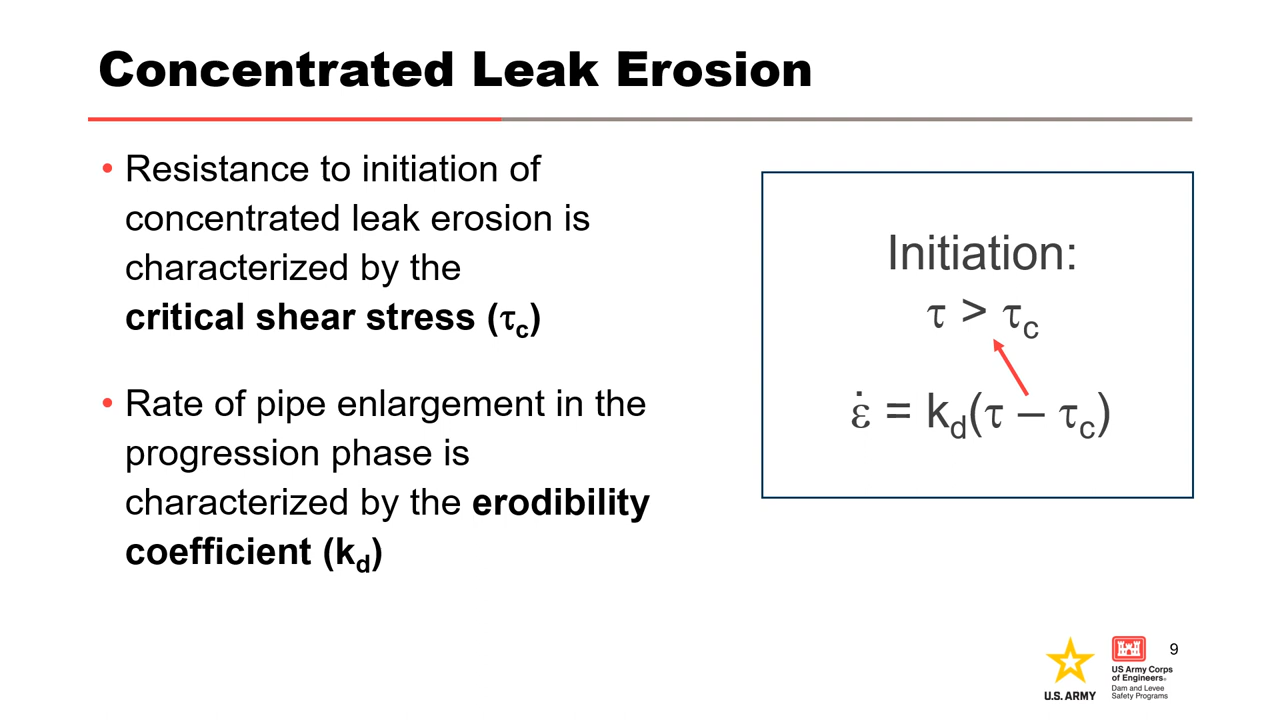 Concentrated Leak Erosion
• Resistance to initiation of
concentrated leak erosion is
characterized by the
critical shear stress (τc)
• Rate of pipe enlargement in the
progression phase is
characterized by the erodibility
coefficient (kd)
Initiation:
τ > τc
ε̇ = kd(τ – τc)
U.S. ARMY
US Army Corps
of Engineers®
Dam and Levee
Safety Programs
9